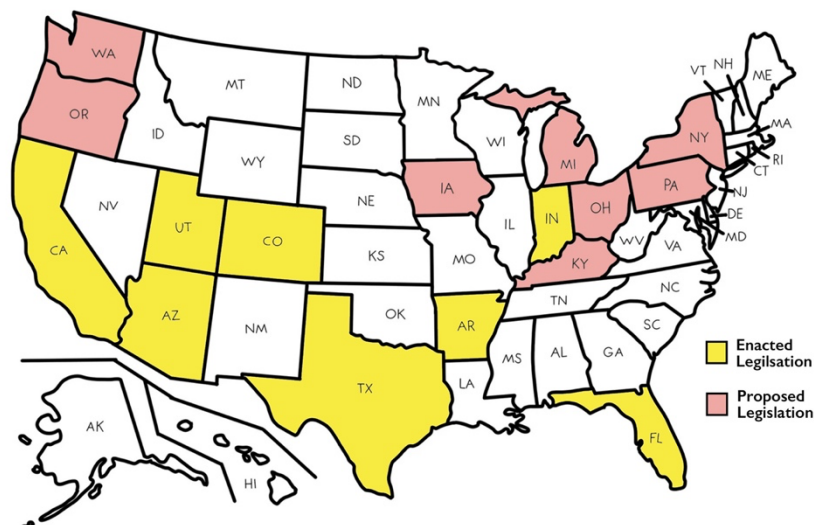 WA
MT
ND
MN
VT
NH
ME
OR
ID
WY
SD
WI
MI
NY
MA
RI
CT
NV
UT
CO
NE
IA
IL
IN
OH
PA
NJ
DE
MD
CA
KS
MO
KY
WV
VA
AZ
NM
OK
AR
TN
NC
SC
TX
LA
MS
AL
GA
FL
AK
HI
Enacted
Legilsation
Proposed
Legislation